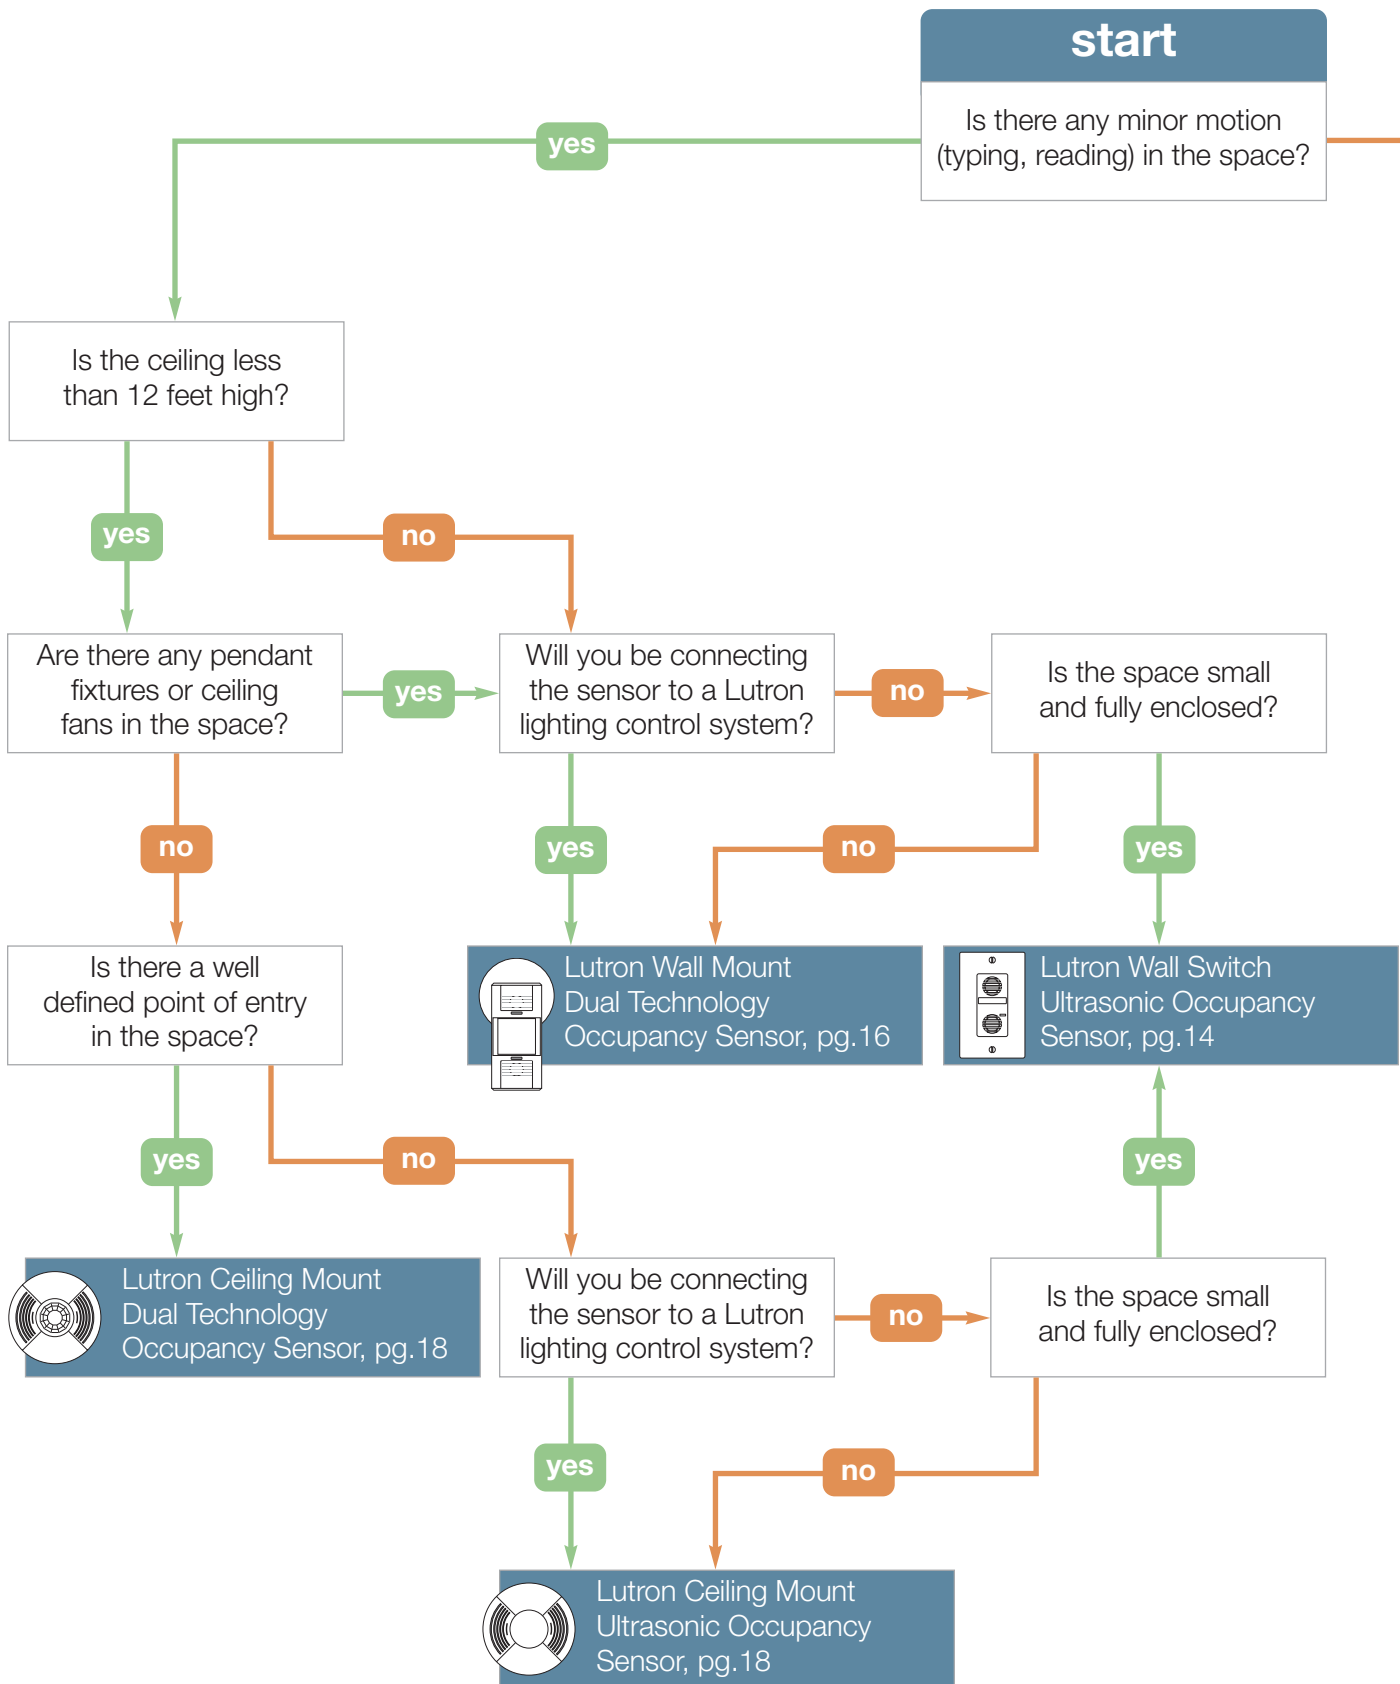 start
Is there any minor motion
(typing, reading) in the space?
yes
Is the ceiling less
than 12 feet high?
yes
no
Are there any pendant
fixtures or ceiling
fans in the space?
yes
Will you be connecting
the sensor to a Lutron
lighting control system?
no
Is the space small
and fully enclosed?
no
yes
no
yes
Is there a well
defined point of entry
in the space?
Lutron Wall Mount
Dual Technology
Occupancy Sensor, pg.16
Lutron Wall Switch
Ultrasonic Occupancy
Sensor, pg.14
yes
no
yes
Lutron Ceiling Mount
Dual Technology
Occupancy Sensor, pg.18
Will you be connecting
the sensor to a Lutron
lighting control system?
no
Is the space small
and fully enclosed?
yes
no
Lutron Ceiling Mount
Ultrasonic Occupancy
Sensor, pg.18